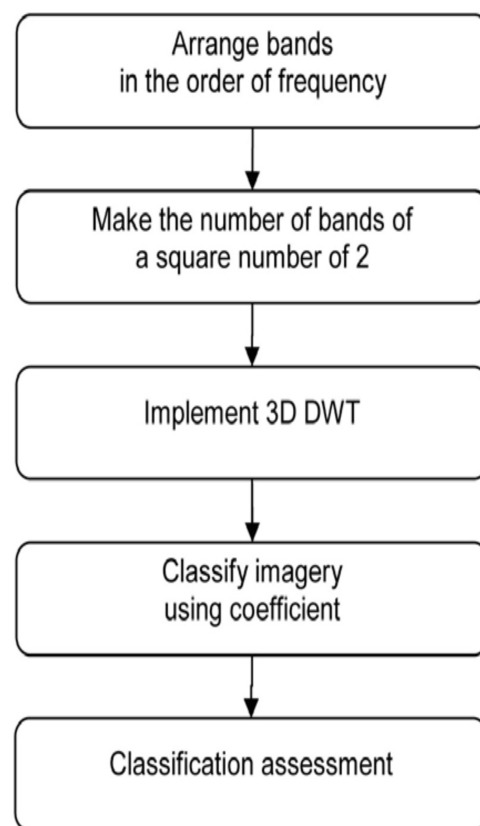 Arrange bands
in the order of frequency
Make the number of bands of
a square number of 2
Implement 3D DWT
Classify imagery
using coefficient
Classification assessment